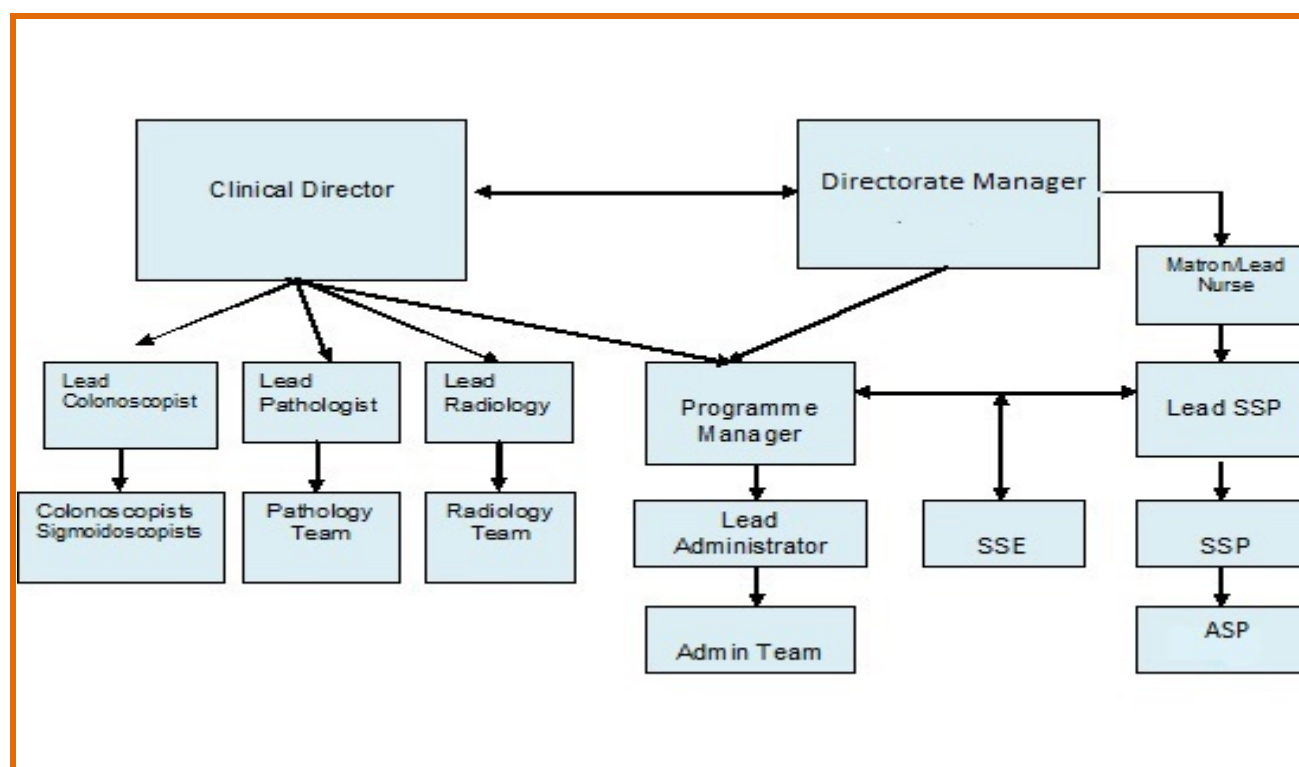 Clinical Director
Directorate Manager
Matron/Lead
Nurse
Lead
Colonoscopist
Lead
Pathologist
Lead
Radiology
Programme
Manager
Lead SSP
Colonoscopists
Sigmoidoscopists
Pathology
Team
Radiology
Team
Lead
Administrator
SSE
SSP
Admin Team
ASP